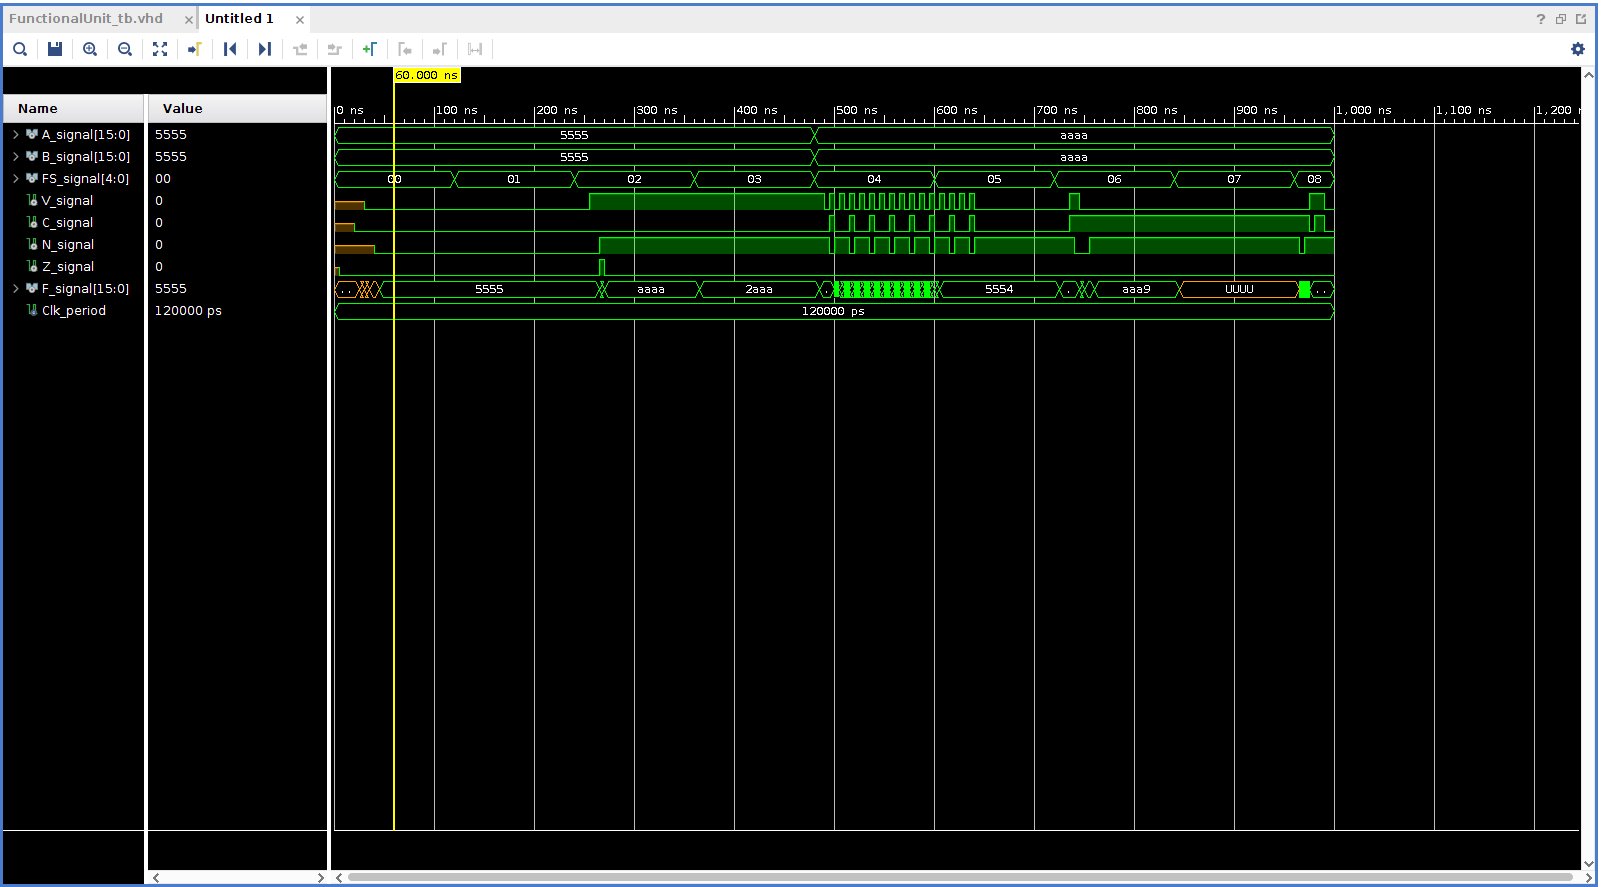 FunctionalUnit_tb.vhd × Untitled 1 × ?
60.000 ns
Name Value
0 ns 100 ns 200 ns 300 ns 400 ns 500 ns 600 ns 700 ns 800 ns 900 ns 1,000 ns 1,100 ns 1,200 n
A_signal[15:0] 5555 5555 aaaa
B_signal[15:0] 5555 5555 aaaa
FS_signal[4:0] 00 00 01 02 03 04 05 06 07 08
V_signal 0
C_signal 0
N_signal 0
Z_signal 0
F_signal[15:0] 5555 .. 5555 aaaa 2aaa . 5554 . aaa9 UUUU ..
Clk_period 120000 ps 120000 ps